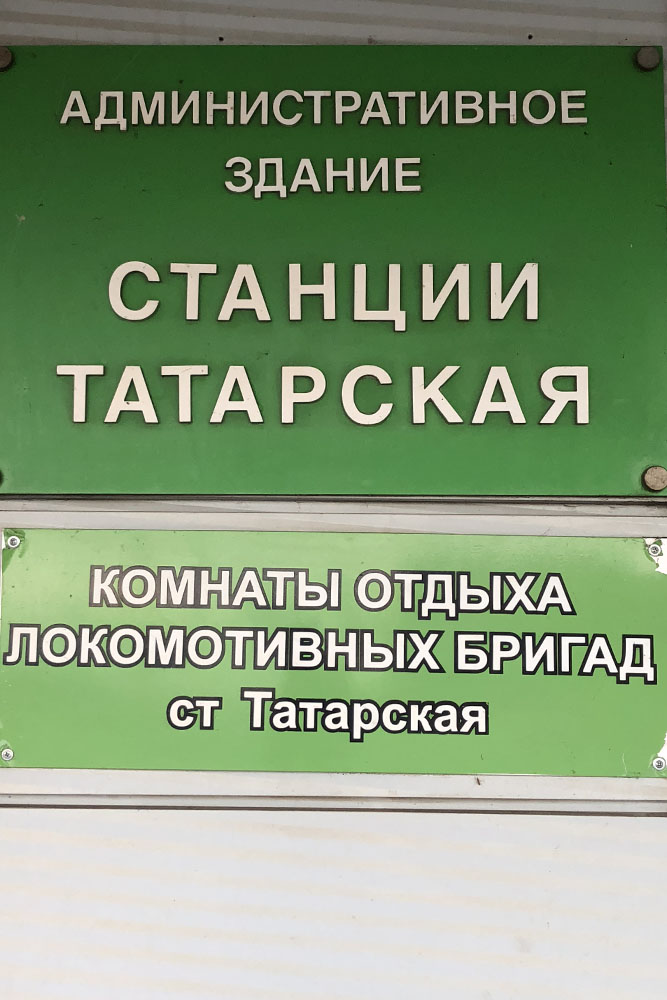 АДМИНИСТРАТИВНОЕ
ЗДАНИЕ
СТАНЦИИ
ТАТАРСКАЯ
КОМНАТЫ ОТДЫХА
ЛОКОМОТИВНЫХ БРИГАД
ст Татарская